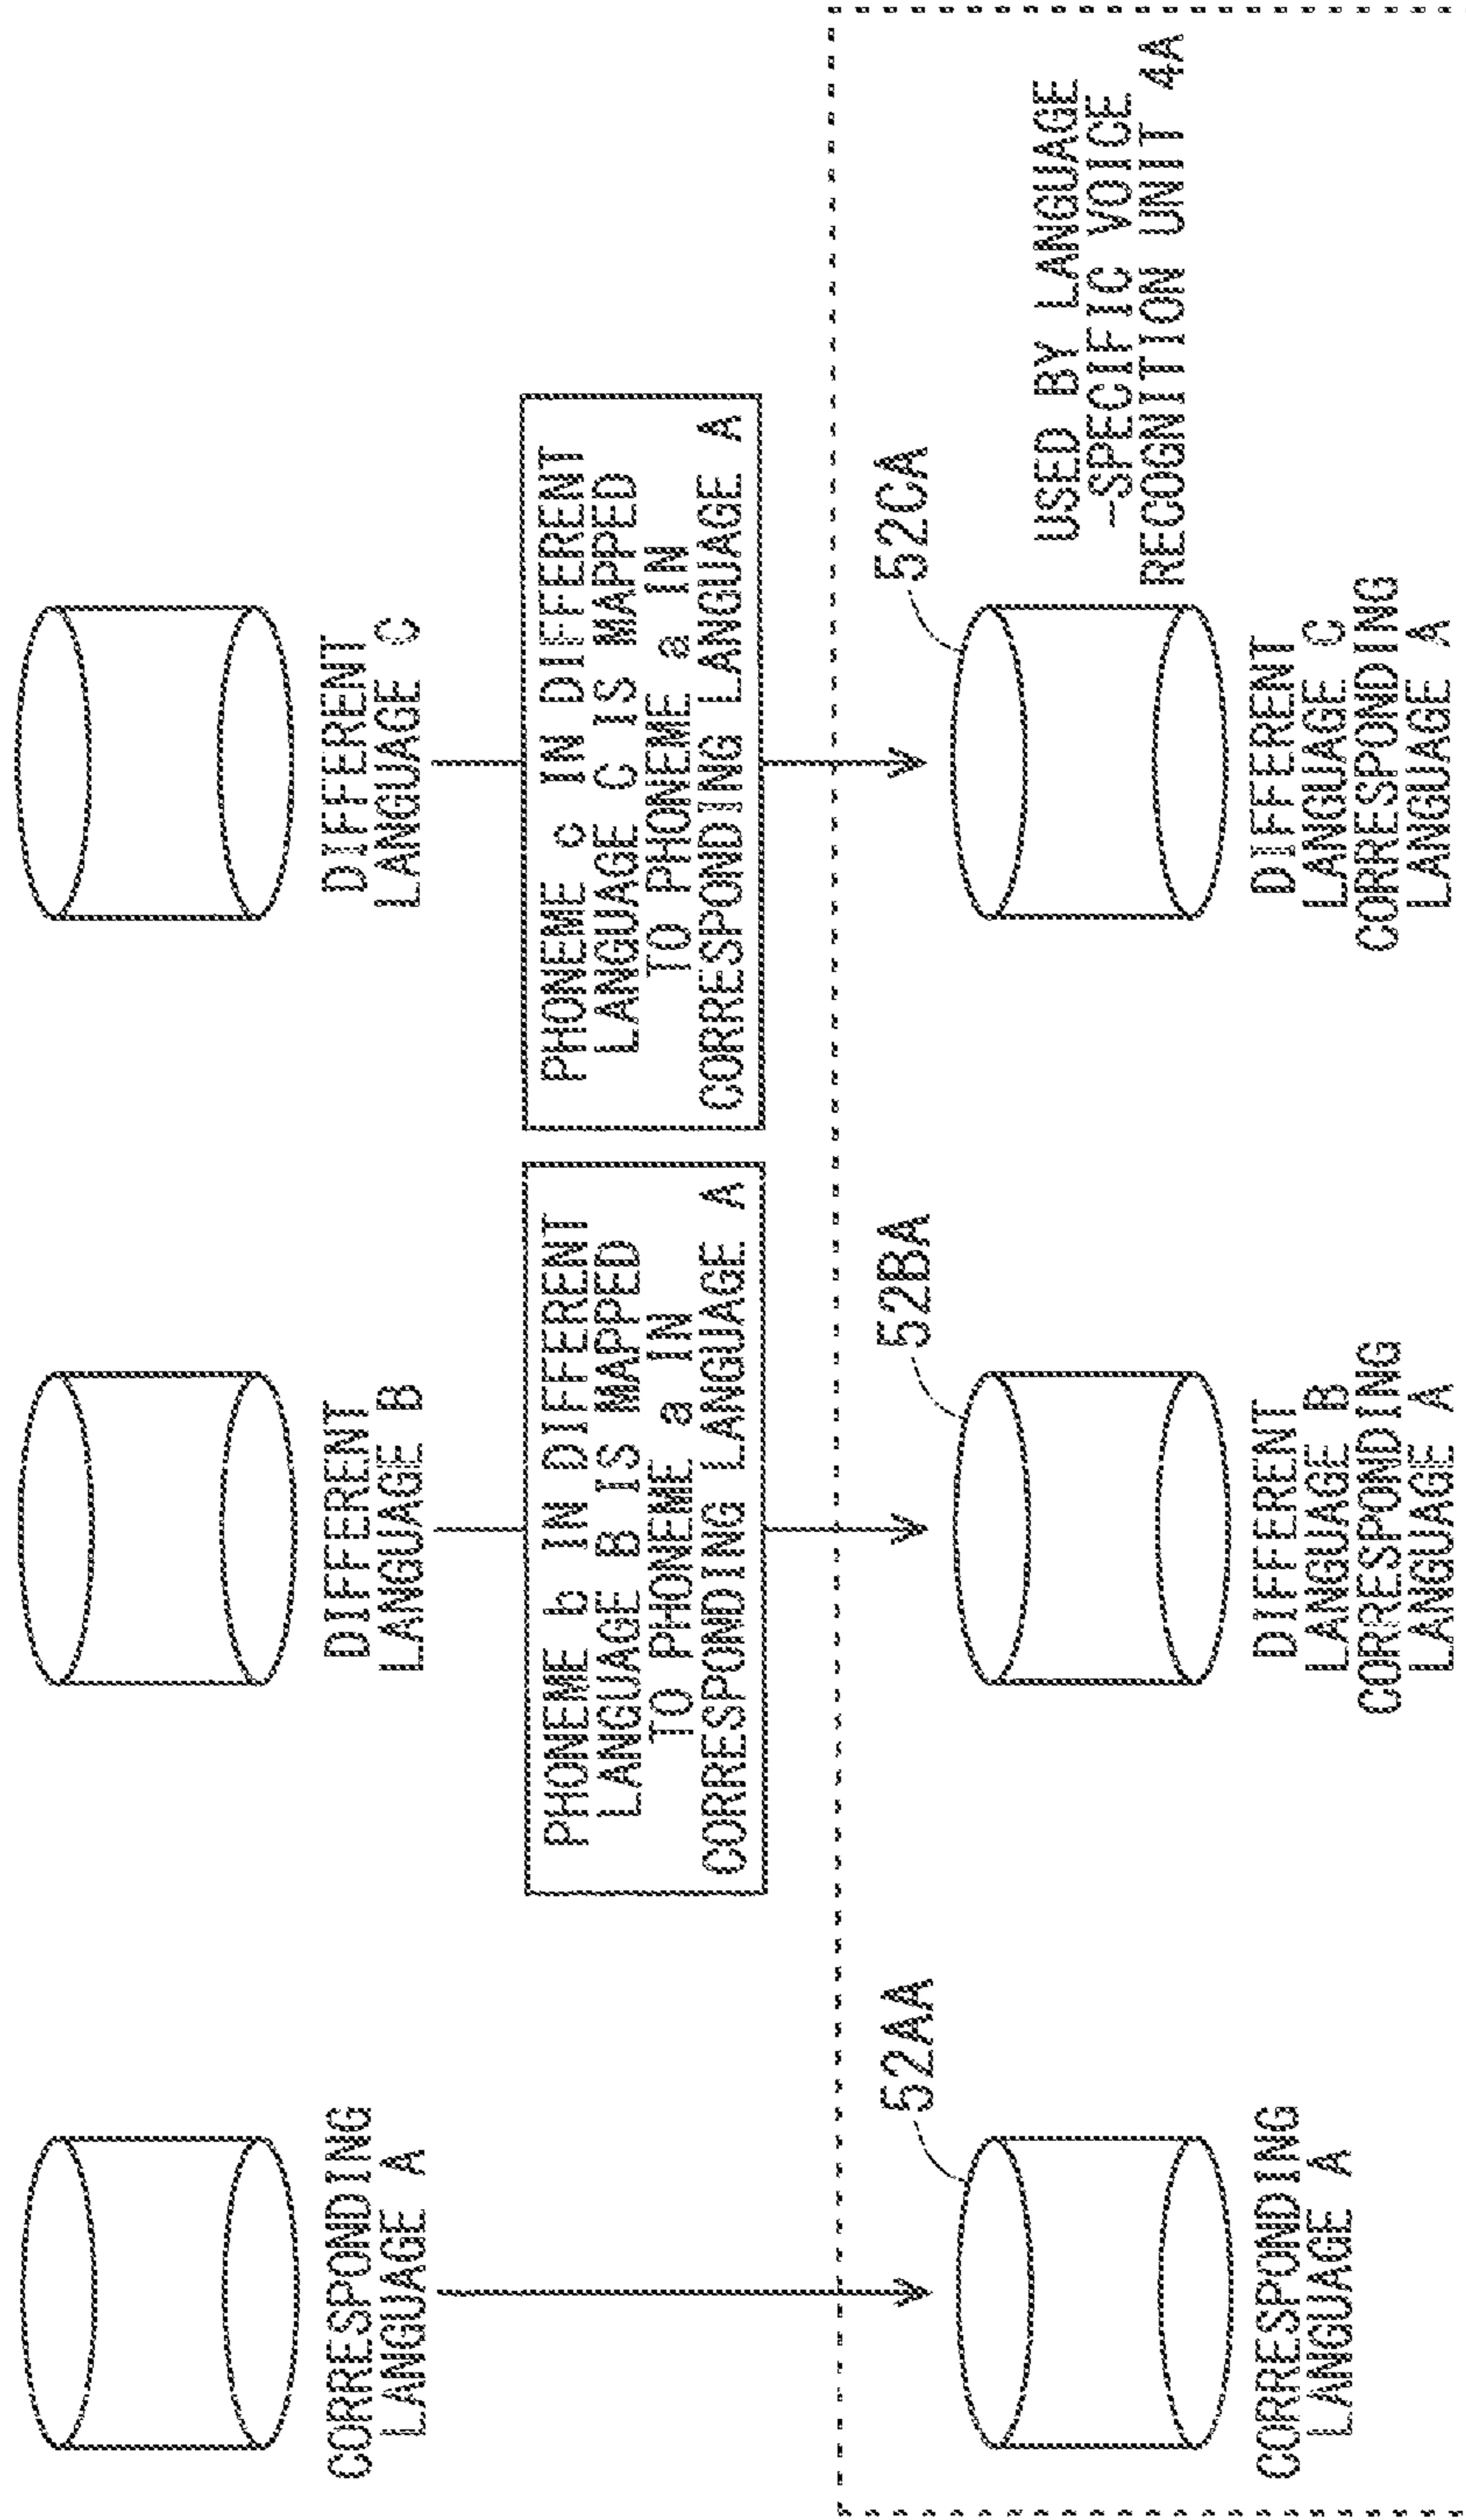 CORRESPONDING
LANGUAGE A
DIFFERENT
LANGUAGE B
DIFFERENT
LANGUAGE C
PHONEME b IN DIFFERENT
LANGUAGE B IS MAPPED
TO PHONEME a IN
CORRESPONDING LANGUAGE A
PHONEME c IN DIFFERENT
LANGUAGE C IS MAPPED
TO PHONEME a IN
CORRESPONDING LANGUAGE A
52AA
52BA
52CA
USED BY LANGUAGE
-SPECIFIC VOICE
RECOGNITION UNIT 4A
CORRESPONDING
LANGUAGE A
DIFFERENT
LANGUAGE B
CORRESPONDING
LANGUAGE A
DIFFERENT
LANGUAGE C
CORRESPONDING
LANGUAGE A